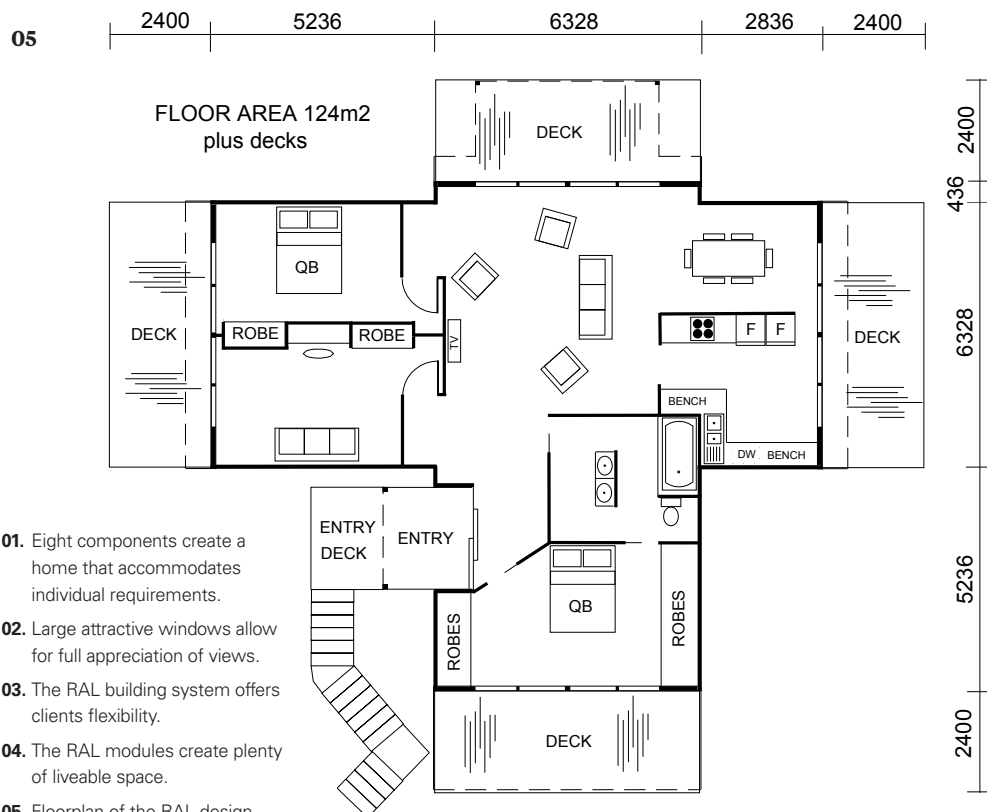 05
2400 5236 6328 2836 2400
FLOOR AREA 124m2
plus decks
DECK
2400
436
6328
5236
2400
QB
ROBE ROBE
DECK
TV
F F
DECK
BENCH
DW BENCH
ENTRY
DECK
ENTRY
QB
ROBES
ROBES
DECK
01. Eight components create a
home that accommodates
individual requirements.
02. Large attractive windows allow
for full appreciation of views.
03. The RAL building system offers
clients flexibility.
04. The RAL modules create plenty
of liveable space.
05. Floorplan of the RAL design